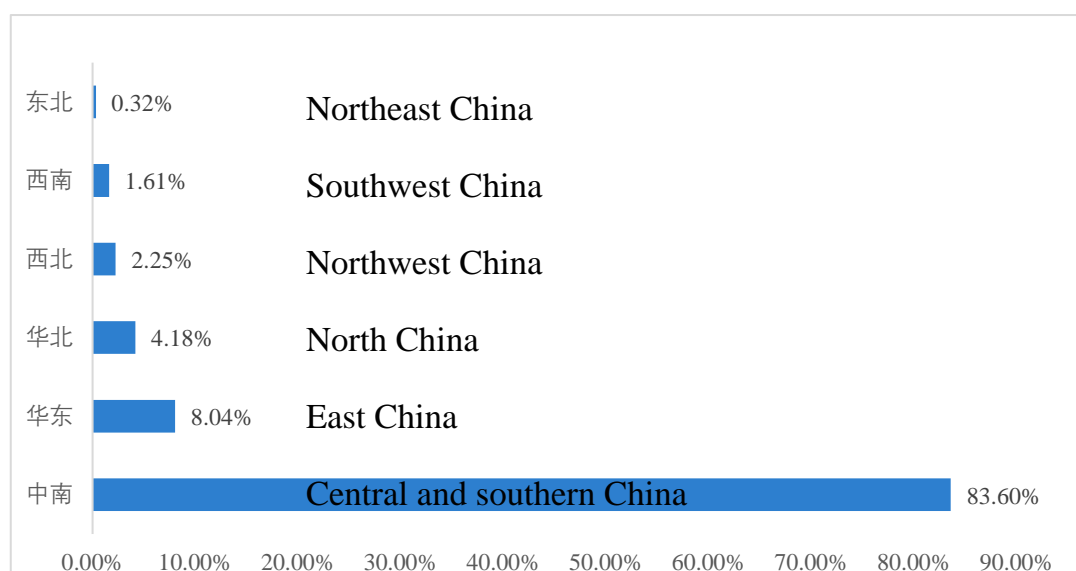 东北 0.32% Northeast China
西南 1.61% Southwest China
西北 2.25% Northwest China
华北 4.18% North China
华东 8.04% East China
中南 Central and southern China 83.60%
0.00% 10.00% 20.00% 30.00% 40.00% 50.00% 60.00% 70.00% 80.00% 90.00%